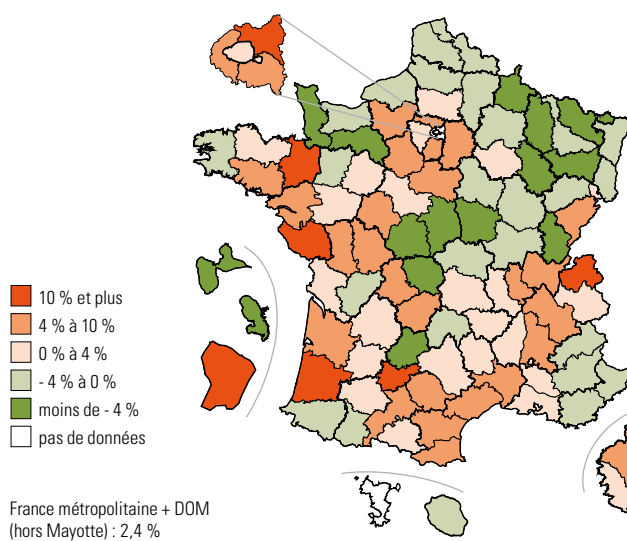 10 % et plus
4 % à 10 %
0 % à 4 %
- 4 % à 0 %
moins de - 4 %
pas de données
France métropolitaine + DOM
(hors Mayotte) : 2,4 %